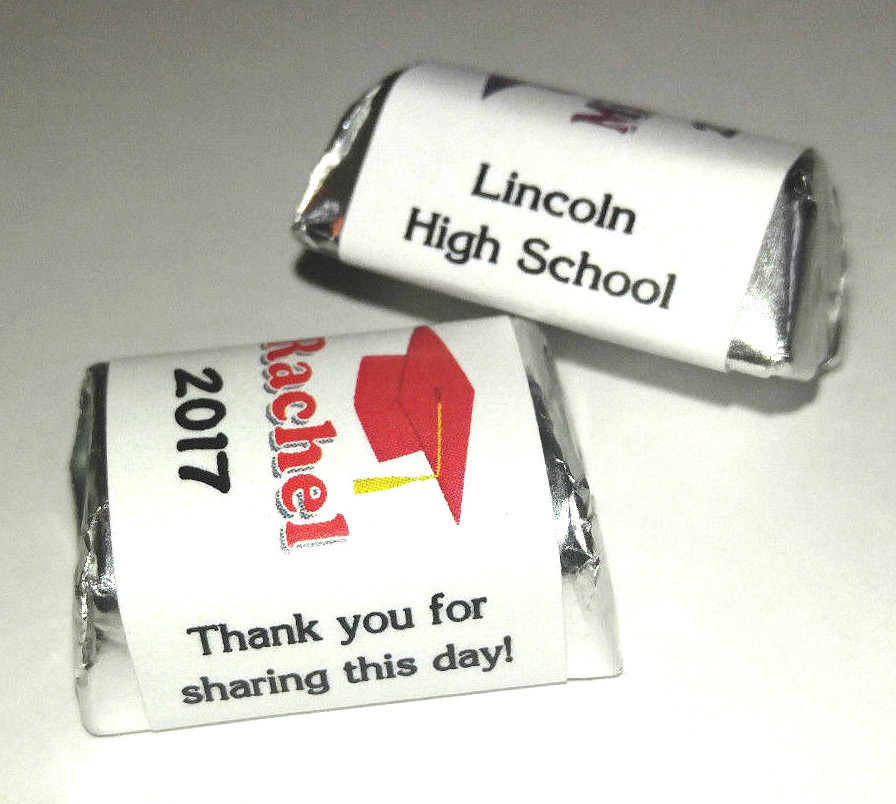 Lincoln
High School
Rachel
2017
Thank you for
sharing this day!